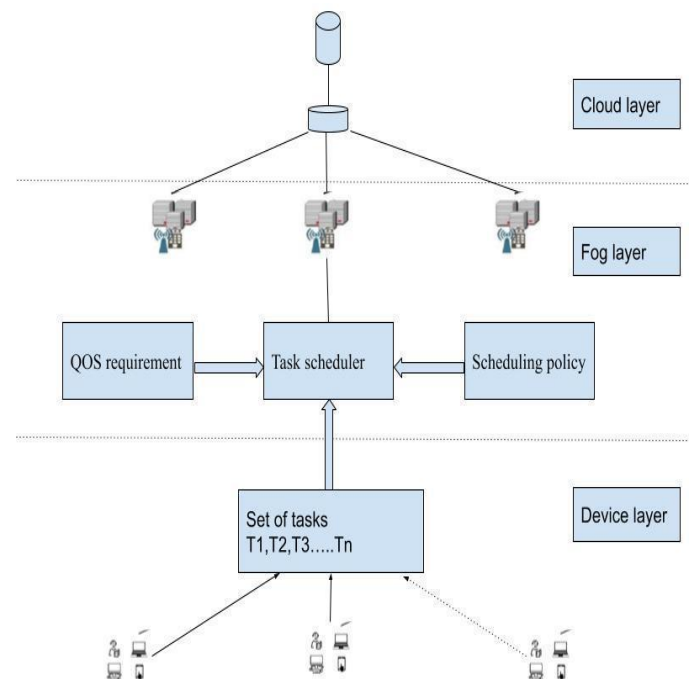 Cloud layer
Fog layer
QOS requirement
Task scheduler
Scheduling policy
Set of tasks
T1,T2,T3.....Tn
Device layer